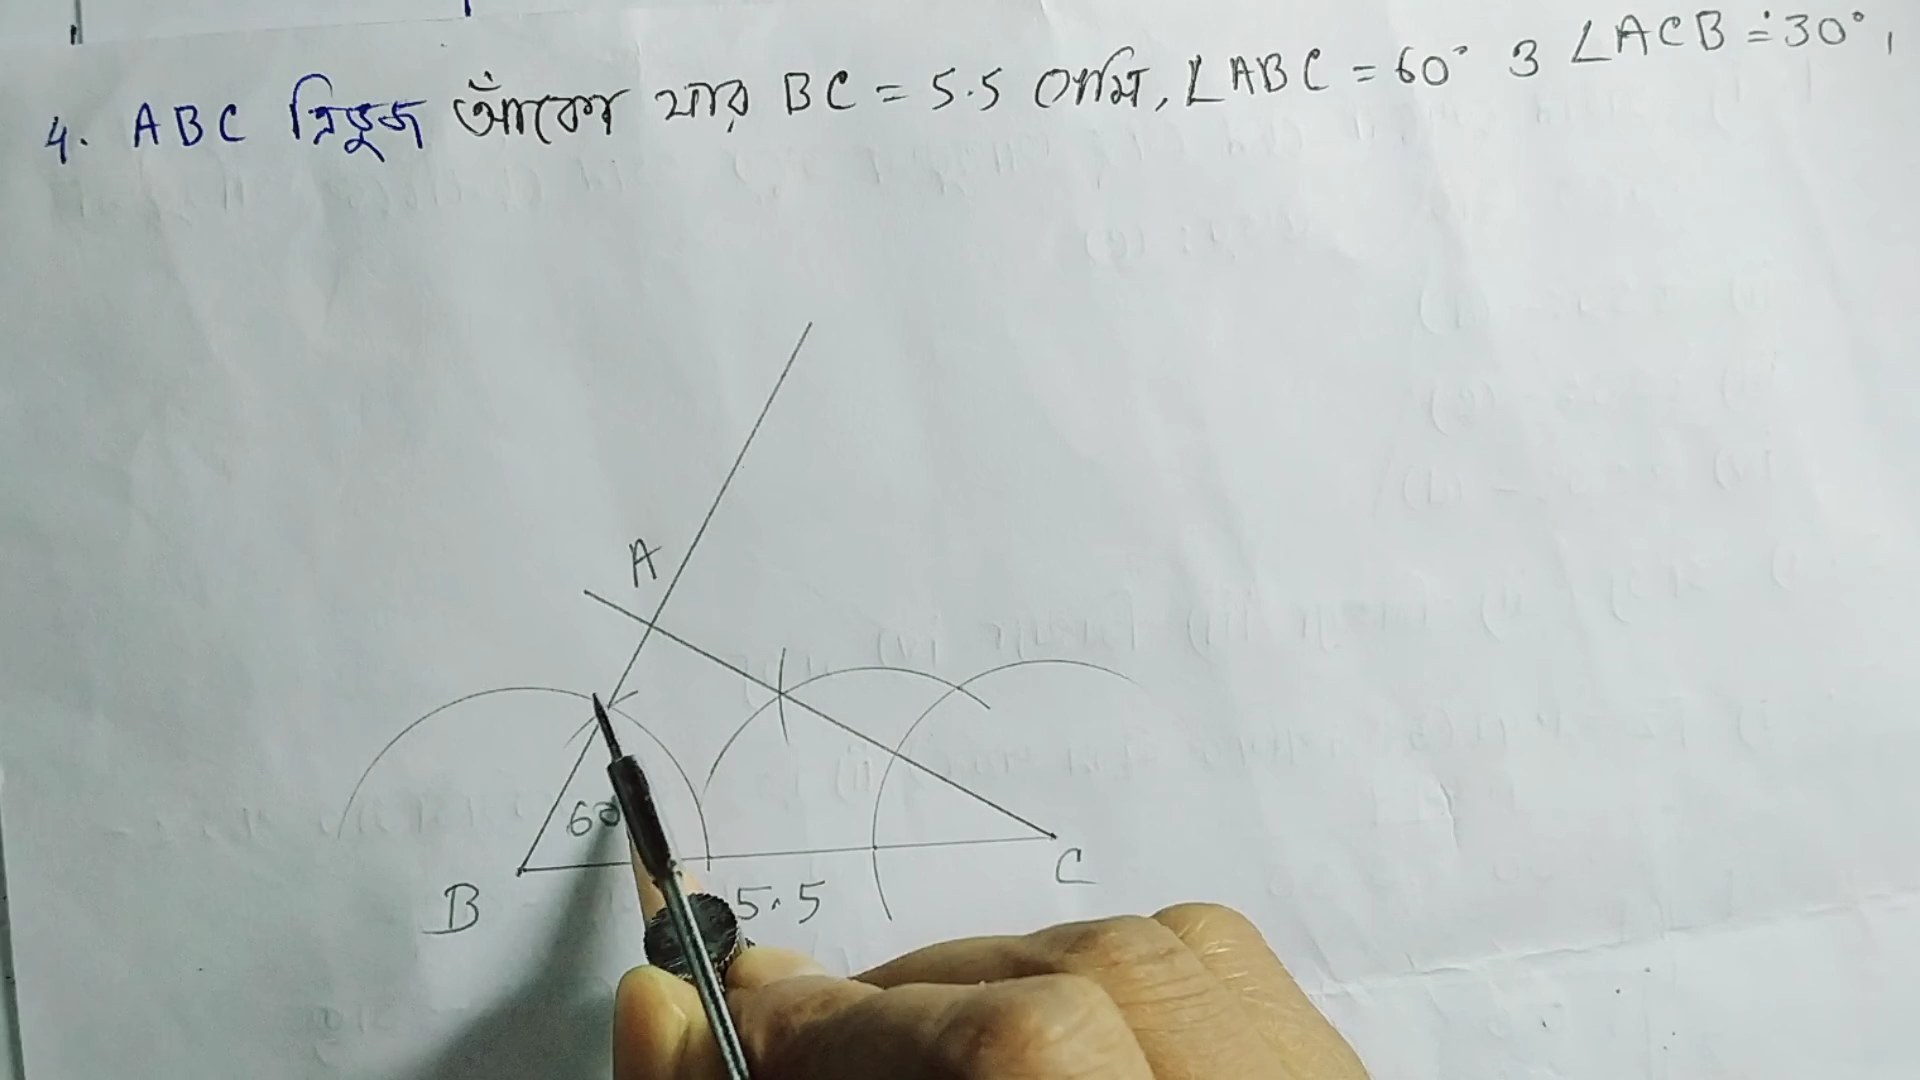 4. ABC ত্রিভুজ আঁকো যার BC = 5.5 সেমি, ∠ABC = 60° ও ∠ACB = 30°,
A
60
B
5.5
C